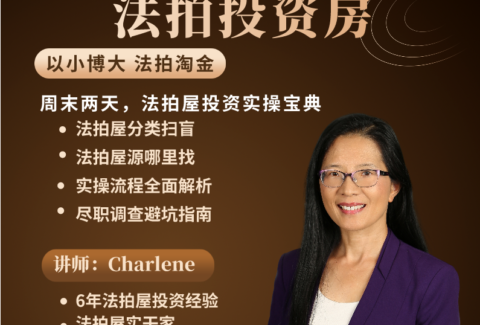 法拍投资房
以小博大 法拍淘金
周末两天，法拍屋投资实操宝典
• 法拍屋分类扫盲
• 法拍屋源哪里找
• 实操流程全面解析
• 尽职调查避坑指南
讲师：Charlene
• 6年法拍屋投资经验
• 法拍屋实干家